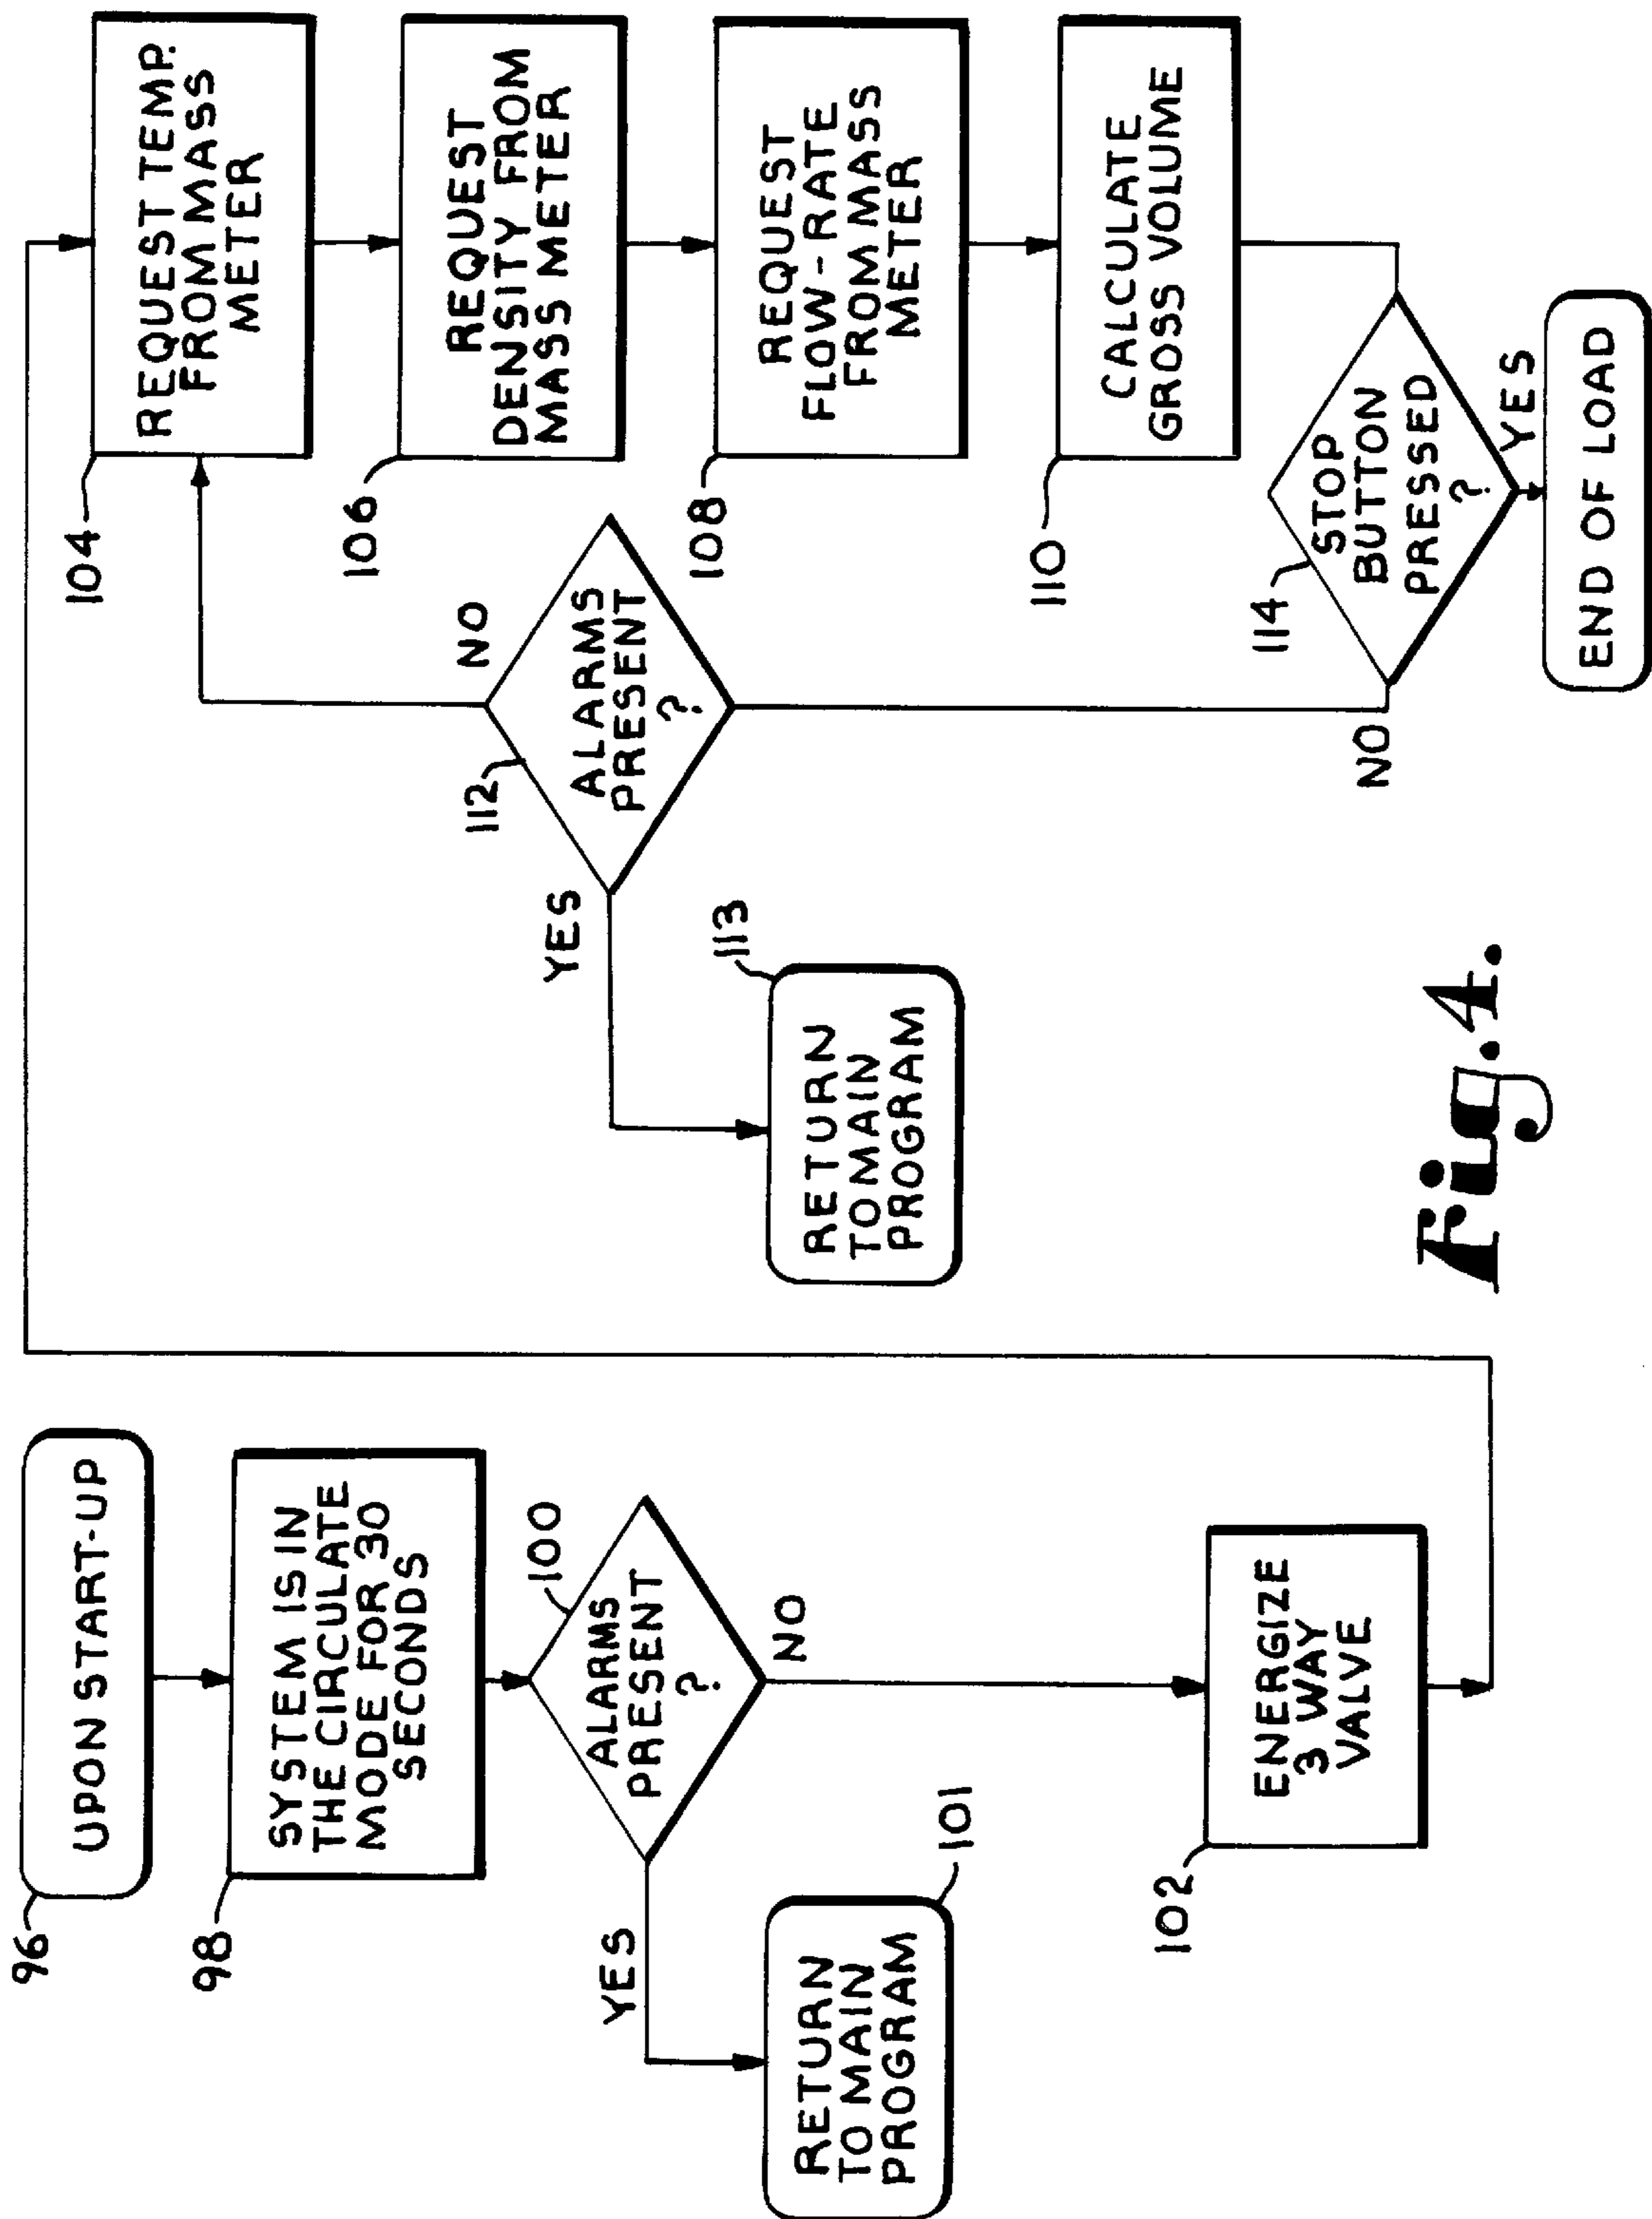 96
UPON START-UP
98
SYSTEM IS IN
THE CIRCULATE
MODE FOR 30
SECONDS
100
ALARMS
PRESENT
?
YES
NO
101
RETURN
TO MAIN
PROGRAM
102
ENERGIZE
3 WAY
VALVE
104
REQUEST TEMP.
FROM MASS
METER
106
REQUEST
DENSITY FROM
MASS METER
108
REQUEST
FLOW-RATE
FROM MASS
METER
110
CALCULATE
GROSS VOLUME
114
STOP
BUTTON
PRESSED
?
YES
NO
END OF LOAD
112
ALARMS
PRESENT
?
NO
YES
113
RETURN
TO MAIN
PROGRAM
Fig.4.